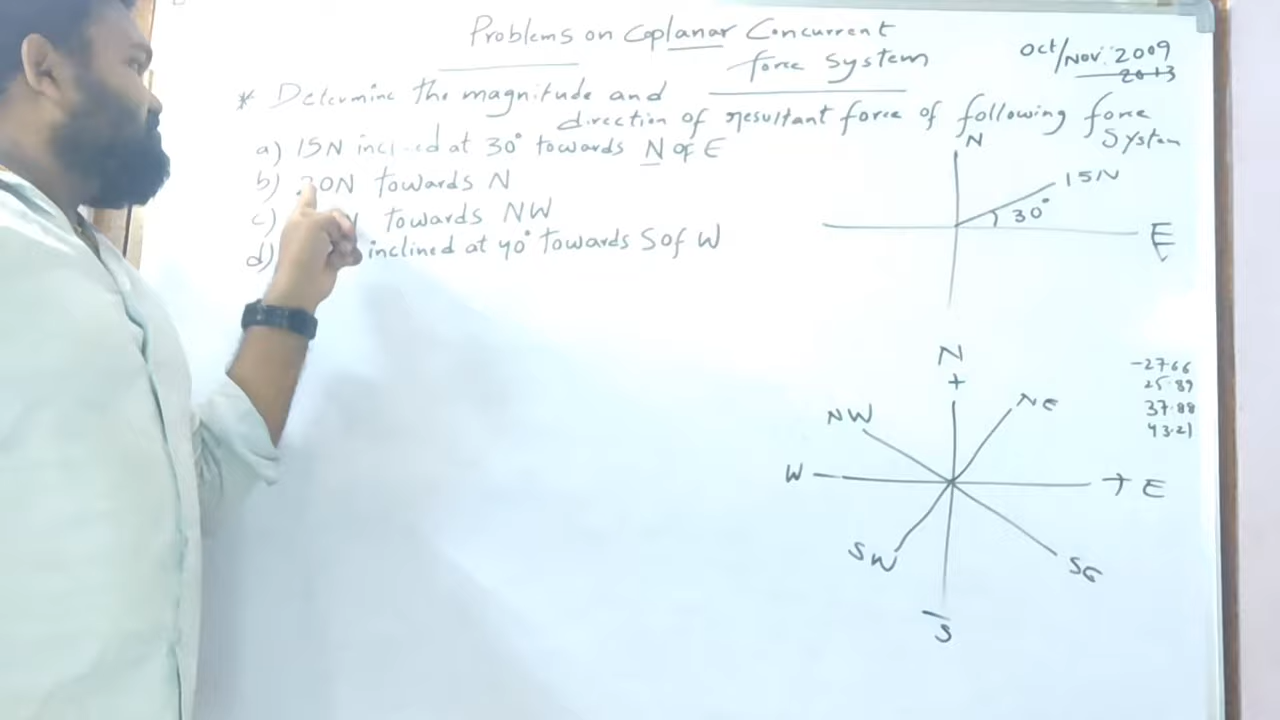 Problems on Coplanar Concurrent
force System
Oct/Nov. 2009
2013
* Determine the magnitude and
direction of resultant force of following force
System
a) 15N at 30° towards N of E
b) towards N
c) towards NW
d) inclined at 40° towards S of W
N
15N
30°
E
N
+
NW
NE
W
+ E
SW
SE
-
S
-27.66
25.89
37.88
43.21